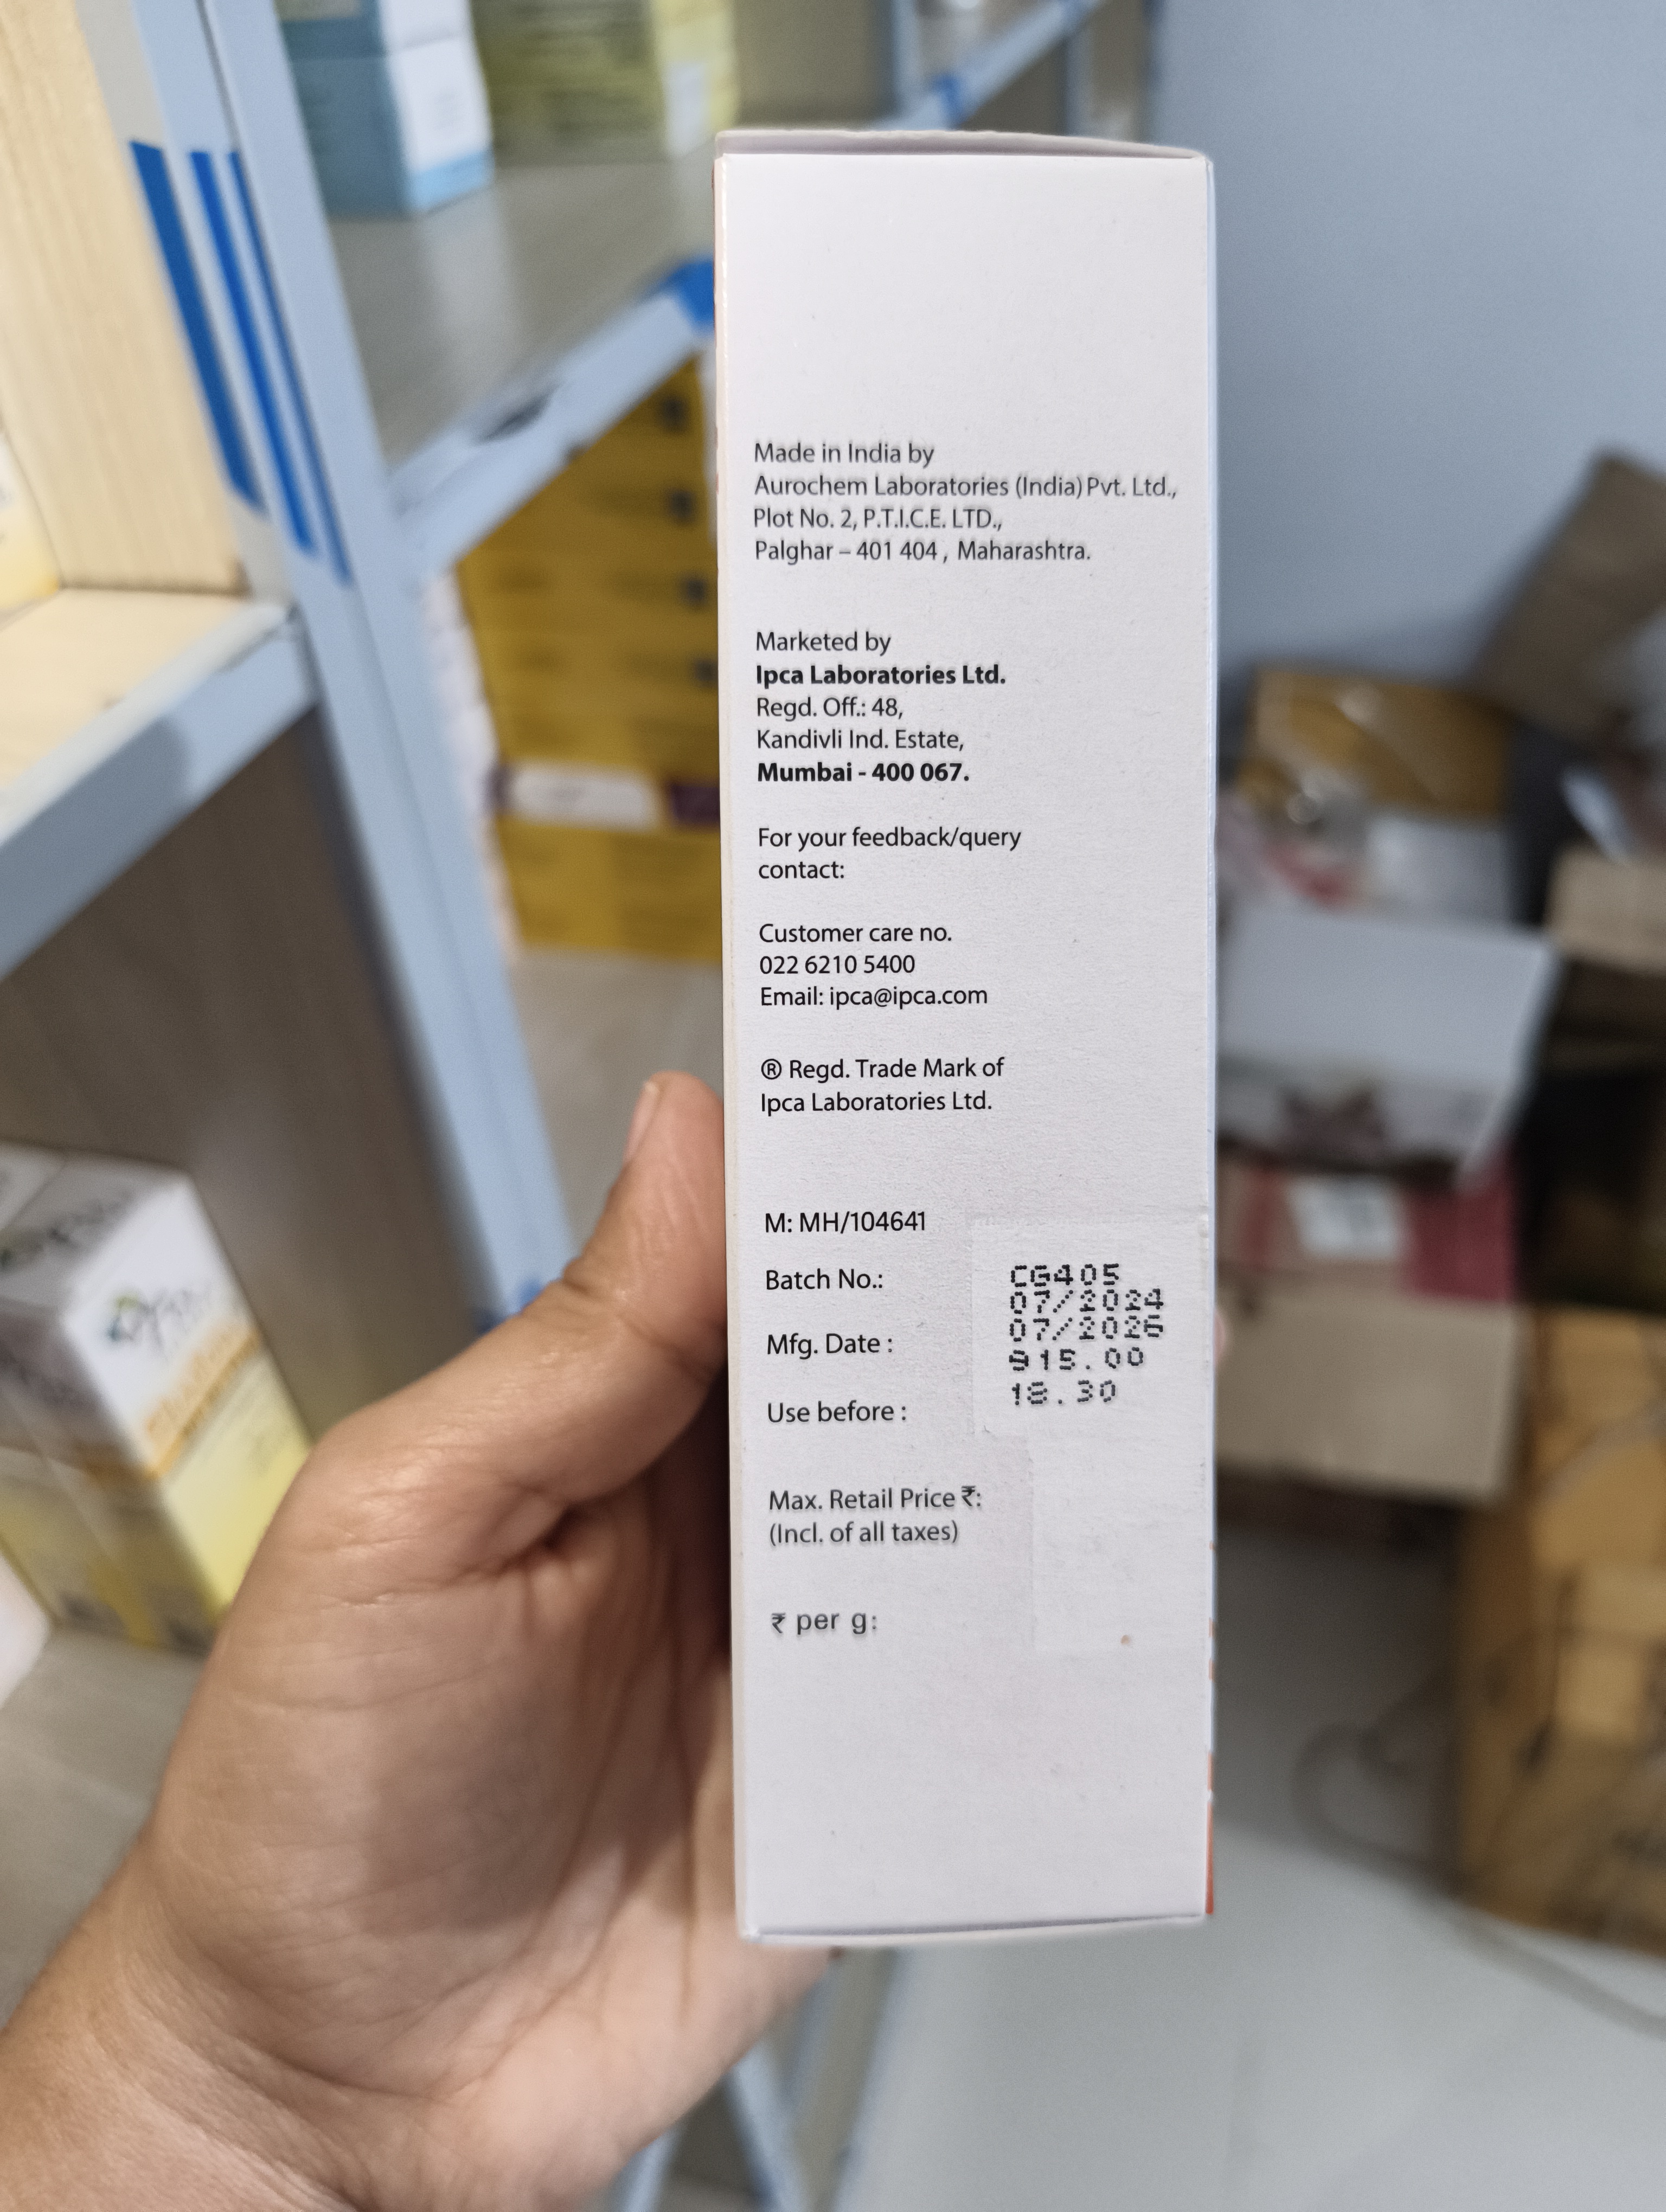 Made in India by
Aurochem Laboratories (India) Pvt. Ltd.,
Plot No. 2, P.T.I.C.E. LTD.,
Palghar – 401 404 , Maharashtra.
Marketed by
Ipca Laboratories Ltd.
Regd. Off.: 48,
Kandivli Ind. Estate,
Mumbai - 400 067.
For your feedback/query
contact:
Customer care no.
022 6210 5400
Email: ipca@ipca.com
® Regd. Trade Mark of
Ipca Laboratories Ltd.
M: MH/104641
Batch No.:
Mfg. Date :
Use before :
Max. Retail Price ₹:
(Incl. of all taxes)
₹ per g:
CG405
07/2024
07/2026
915.00
18.30